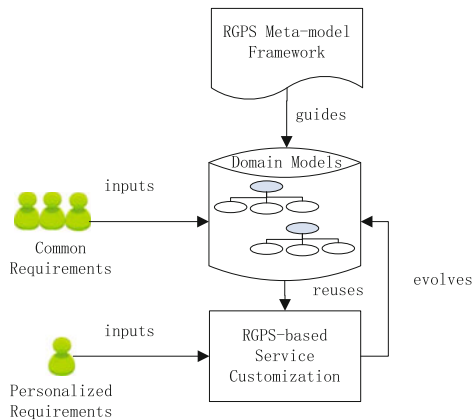 RGPS Meta-model
Framework
guides
Domain Models
inputs
Common
Requirements
reuses
evolves
inputs
RGPS-based
Service
Customization
Personalized
Requirements